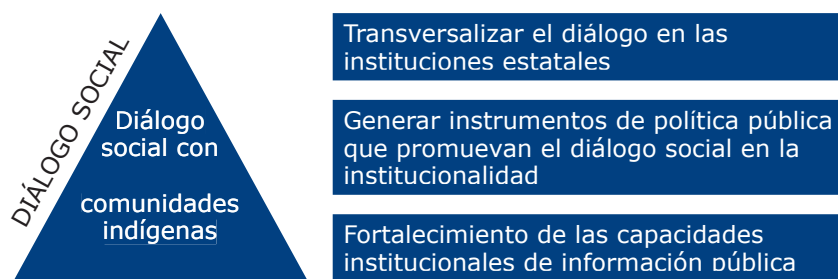 DIÁLOGO SOCIAL
Diálogo
social con
comunidades
indígenas
Transversalizar el diálogo en las
instituciones estatales
Generar instrumentos de política pública
que promuevan el diálogo social en la
institucionalidad
Fortalecimiento de las capacidades
institucionales de información pública